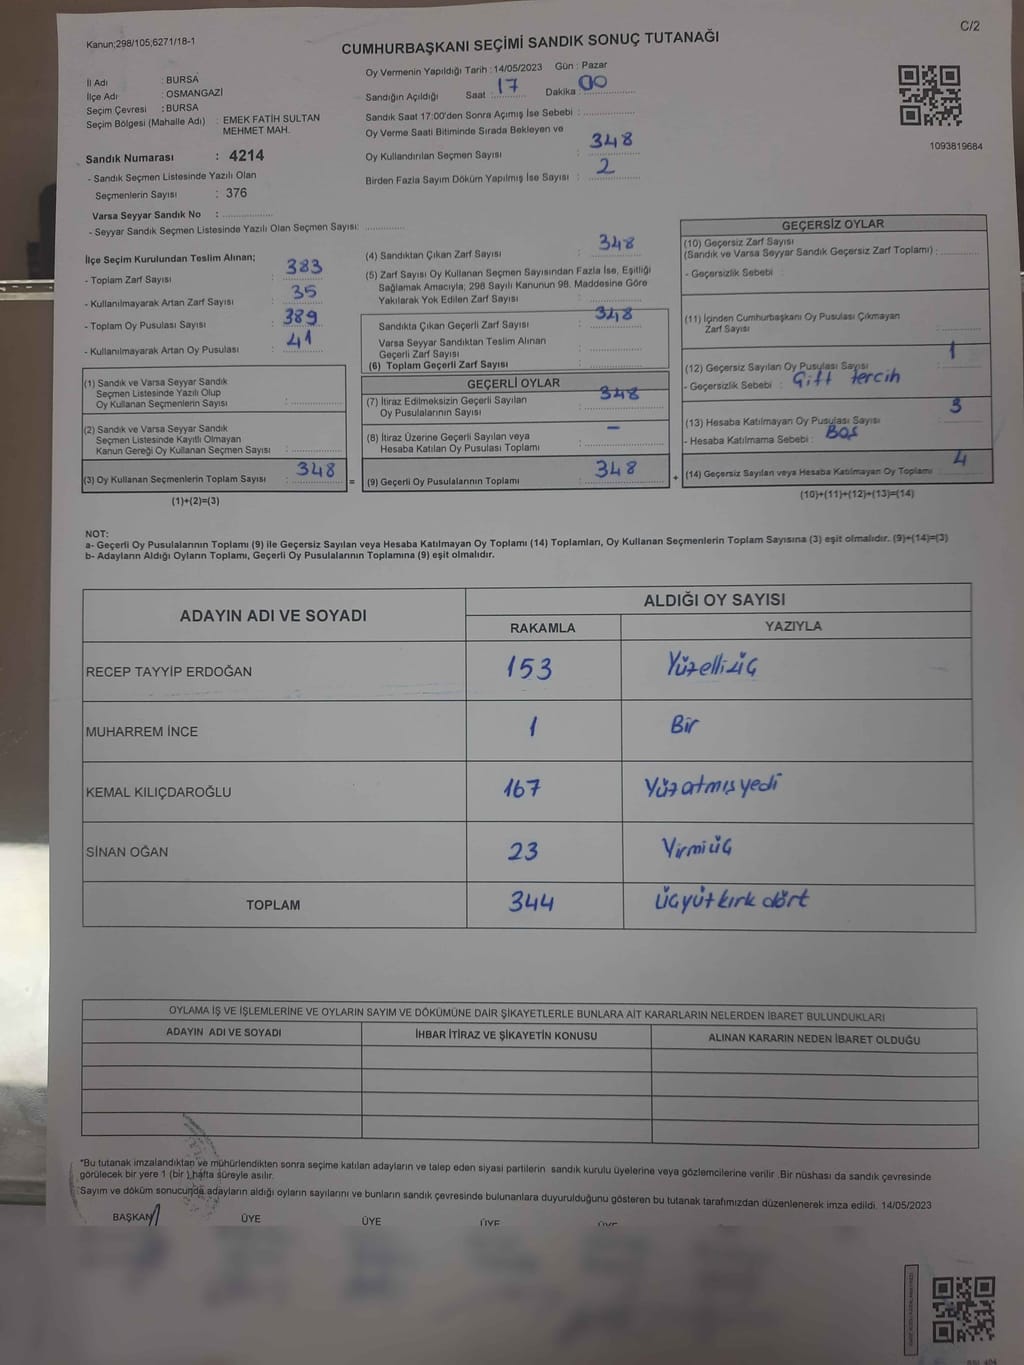 Kanun;298/105;6271/18-1
C/2
CUMHURBAŞKANI SEÇİMİ SANDIK SONUÇ TUTANAĞI
İl Adı : BURSA
İlçe Adı : OSMANGAZİ
Seçim Çevresi : BURSA
Seçim Bölgesi (Mahalle Adı) : EMEK FATİH SULTAN
MEHMET MAH.
Sandık Numarası : 4214
- Sandık Seçmen Listesinde Yazılı Olan
Seçmenlerin Sayısı : 376
Varsa Seyyar Sandık No :
- Seyyar Sandık Seçmen Listesinde Yazılı Olan Seçmen Sayısı:
Oy Vermenin Yapıldığı Tarih : 14/05/2023 Gün : Pazar
Sandığın Açıldığı Saat : 17 Dakika : 00
Sandık Saat 17:00'den Sonra Açımış İse Sebebi :
Oy Verme Saati Bitiminde Sırada Bekleyen ve
Oy Kullandırılan Seçmen Sayısı : 348
Birden Fazla Sayım Döküm Yapılmış İse Sayısı : 2
1093819684
İlçe Seçim Kurulundan Teslim Alınan;
- Toplam Zarf Sayısı : 383
- Kullanılmayarak Artan Zarf Sayısı : 35
- Toplam Oy Pusulası Sayısı : 389
- Kullanılmayarak Artan Oy Pusulası : 41
(1) Sandık ve Varsa Seyyar Sandık
Seçmen Listesinde Yazılı Olup
Oy Kullanan Seçmenlerin Sayısı :
(2) Sandık ve Varsa Seyyar Sandık
Seçmen Listesinde Kayıtlı Olmayan
Kanun Gereği Oy Kullanan Seçmen Sayısı :
(3) Oy Kullanan Seçmenlerin Toplam Sayısı : 348
(1)+(2)=(3)
=
(4) Sandıktan Çıkan Zarf Sayısı : 348
(5) Zarf Sayısı Oy Kullanan Seçmen Sayısından Fazla İse, Eşitliği
Sağlamak Amacıyla; 298 Sayılı Kanunun 98. Maddesine Göre
Yakılarak Yok Edilen Zarf Sayısı :
Sandıkta Çıkan Geçerli Zarf Sayısı : 348
Varsa Seyyar Sandıktan Teslim Alınan
Geçerli Zarf Sayısı :
(6) Toplam Geçerli Zarf Sayısı :
GEÇERLİ OYLAR
(7) İtiraz Edilmeksizin Geçerli Sayılan
Oy Pusulalarının Sayısı : 348
(8) İtiraz Üzerine Geçerli Sayılan veya
Hesaba Katılan Oy Pusulası Toplamı : -
(9) Geçerli Oy Pusulalarının Toplamı : 348
+
GEÇERSİZ OYLAR
(10) Geçersiz Zarf Sayısı
(Sandık ve Varsa Seyyar Sandık Geçersiz Zarf Toplamı) :
- Geçersizlik Sebebi :
(11) İçinden Cumhurbaşkanı Oy Pusulası Çıkmayan
Zarf Sayısı :
(12) Geçersiz Sayılan Oy Pusulası Sayısı : 1
- Geçersizlik Sebebi : Çift tercih
(13) Hesaba Katılmayan Oy Pusulası Sayısı : 3
- Hesaba Katılmama Sebebi : Boş
(14) Geçersiz Sayılan veya Hesaba Katılmayan Oy Toplamı : 4
(10)+(11)+(12)+(13)=(14)
NOT:
a- Geçerli Oy Pusulalarının Toplamı (9) ile Geçersiz Sayılan veya Hesaba Katılmayan Oy Toplamı (14) Toplamları, Oy Kullanan Seçmenlerin Toplam Sayısına (3) eşit olmalıdır. (9)+(14)=(3)
b- Adayların Aldığı Oyların Toplamı, Geçerli Oy Pusulalarının Toplamına (9) eşit olmalıdır.
ADAYIN ADI VE SOYADI ALDIĞI OY SAYISI
RAKAMLA YAZIYLA
RECEP TAYYİP ERDOĞAN 153 Yüzelliüç
MUHARREM İNCE 1 Bir
KEMAL KILIÇDAROĞLU 167 Yüzatmışyedi
SİNAN OĞAN 23 Yirmiüç
TOPLAM 344 Üçyüzkırk dört
OYLAMA İŞ VE İŞLEMLERİNE VE OYLARIN SAYIM VE DÖKÜMÜNE DAİR ŞİKAYETLERLE BUNLARA AİT KARARLARIN NELERDEN İBARET BULUNDUKLARI
ADAYIN ADI VE SOYADI İHBAR İTİRAZ VE ŞİKAYETİN KONUSU ALINAN KARARIN NEDEN İBARET OLDUĞU
*Bu tutanak imzalandıktan ve mühürlendikten sonra seçime katılan adayların ve talep eden siyasi partilerin sandık kurulu üyelerine veya gözlemcilerine verilir .Bir nüshası da sandık çevresinde
görülecek bir yere 1 (bir ) hafta süreyle asılır.
*Sayım ve döküm sonucunda adayların aldığı oyların sayılarını ve bunların sandık çevresinde bulunanlara duyurulduğunu gösteren bu tutanak tarafımızdan düzenlenerek imza edildi. 14/05/2023
BAŞKAN ÜYE ÜYE ÜYE ÜYE